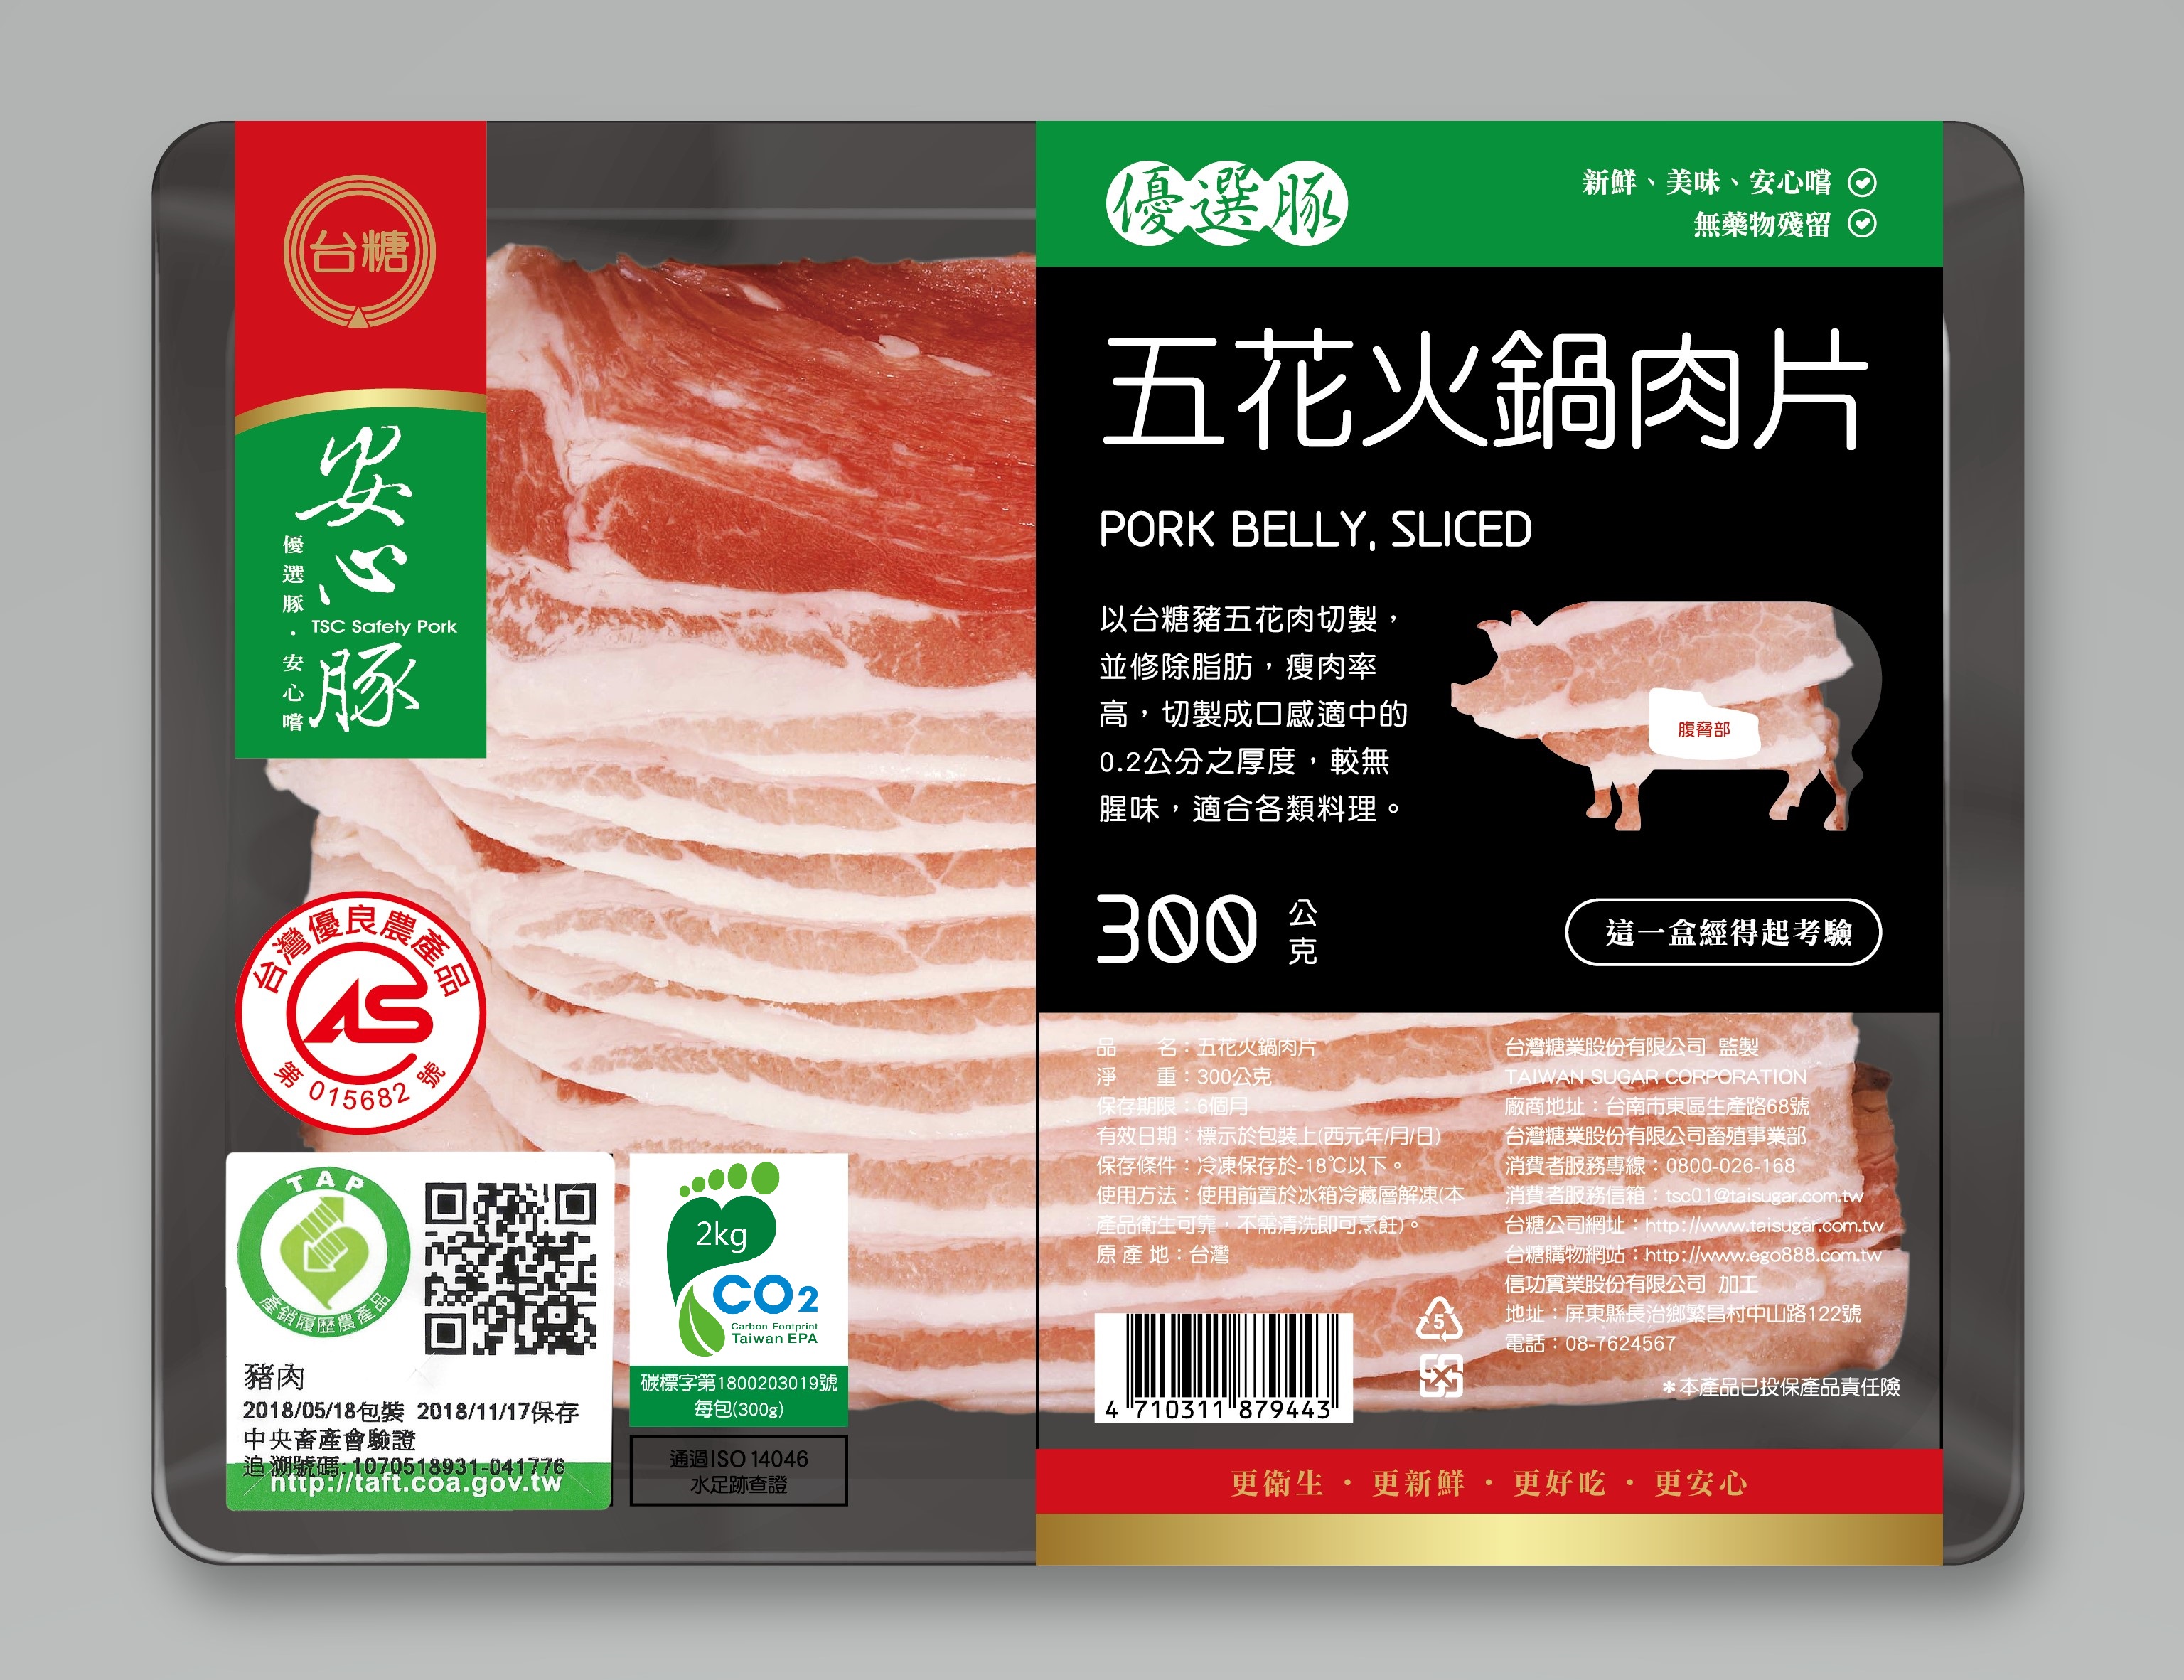 台糖
安心豚
TSC Safety Pork
優選豚・安心嚐
台灣優良農產品
CAS
第 015682 號
TAP
產銷履歷農產品
豬肉
2018/05/18包裝 2018/11/17保存
中央畜產會驗證
追溯號碼:1070518931-041776
http://taft.coa.gov.tw
2kg
CO2
Carbon Footprint
Taiwan EPA
碳標字第1800203019號
每包(300g)
通過ISO 14046
水足跡查證
優選豚
新鮮、美味、安心嚐
無藥物殘留
五花火鍋肉片
PORK BELLY, SLICED
以台糖豬五花肉切製，
並修除脂肪，瘦肉率
高，切製成口感適中的
0.2公分之厚度，較無
腥味，適合各類料理。
腹脅部
300 公克
這一盒經得起考驗
品　　名：五花火鍋肉片
淨　　重：300公克
保存期限：6個月
有效日期：標示於包裝上(西元年/月/日)
保存條件：冷凍保存於-18℃以下。
使用方法：使用前置於冰箱冷藏層解凍(本
產品衛生可靠，不需清洗即可烹飪)。
原 產 地：台灣
台灣糖業股份有限公司 監製
TAIWAN SUGAR CORPORATION
廠商地址：台南市東區生產路68號
台灣糖業股份有限公司畜殖事業部
消費者服務專線：0800-026-168
消費者服務信箱：tsc01@taisugar.com.tw
台糖公司網址：http://www.taisugar.com.tw
台糖購物網站：http://www.ego888.com.tw
信功實業股份有限公司 加工
地址：屏東縣長治鄉繁昌村中山路122號
電話：08-7624567
5
＊本產品已投保產品責任險
4 710311 879443
更衛生・更新鮮・更好吃・更安心